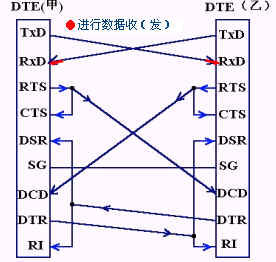 DTE(甲)
DTE（乙）
进行数据收（发）
TxD
TxD
RxD
RxD
RTS
RTS
CTS
CTS
DSR
DSR
SG
SG
DCD
DCD
DTR
DTR
RI
RI